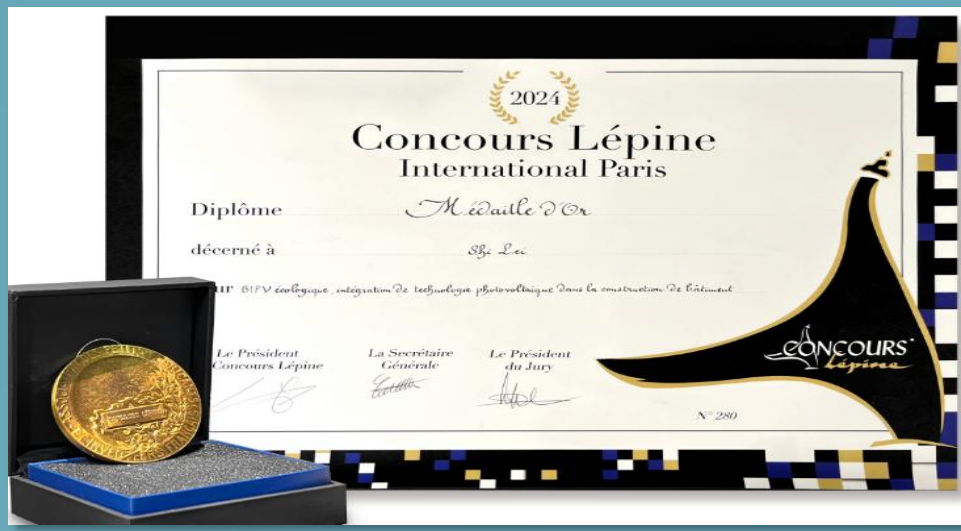 2024
Concours Lépine
International Paris
Diplôme Médaille d'Or
décerné à Shi Lei
ur BIPV écologique, intégration de technologie photovoltaïque dans la construction de bâtiment
Le Président La Secrétaire Le Président
Concours Lépine Générale du Jury
CONCOURS
Lépine
N° 280